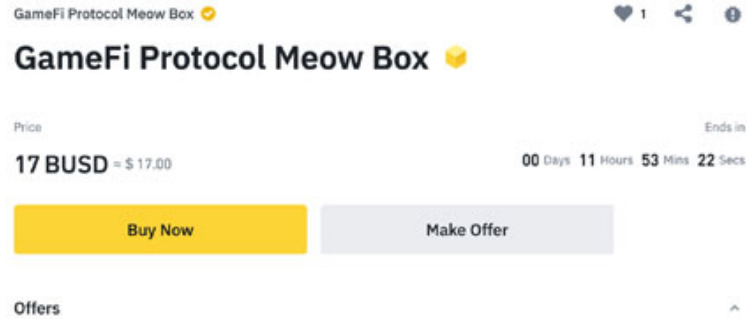 GameFi Protocol Meow Box 1
GameFi Protocol Meow Box
Price Ends in
17 BUSD ≈ $ 17.00 00 Days 11 Hours 53 Mins 22 Secs
Buy Now Make Offer
Offers